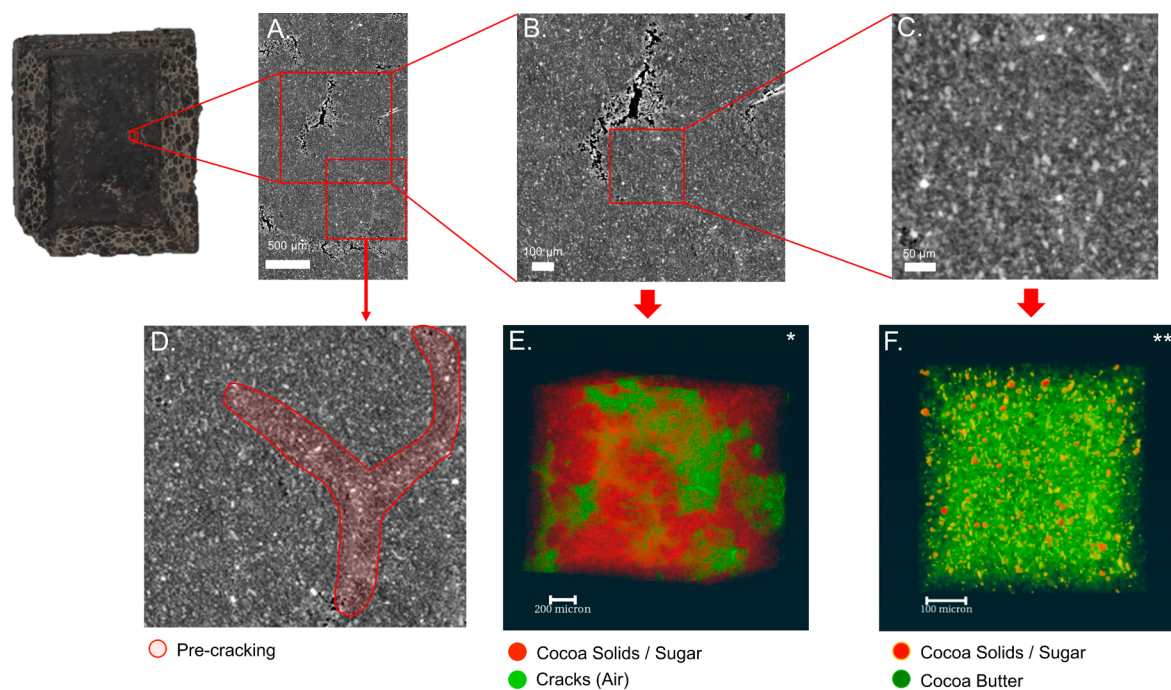 A.
B.
C.
500 µm
100 µm
50 µm
D.
E.
*
F.
**
200 micron
100 micron
Pre-cracking
Cocoa Solids / Sugar
Cracks (Air)
Cocoa Solids / Sugar
Cocoa Butter